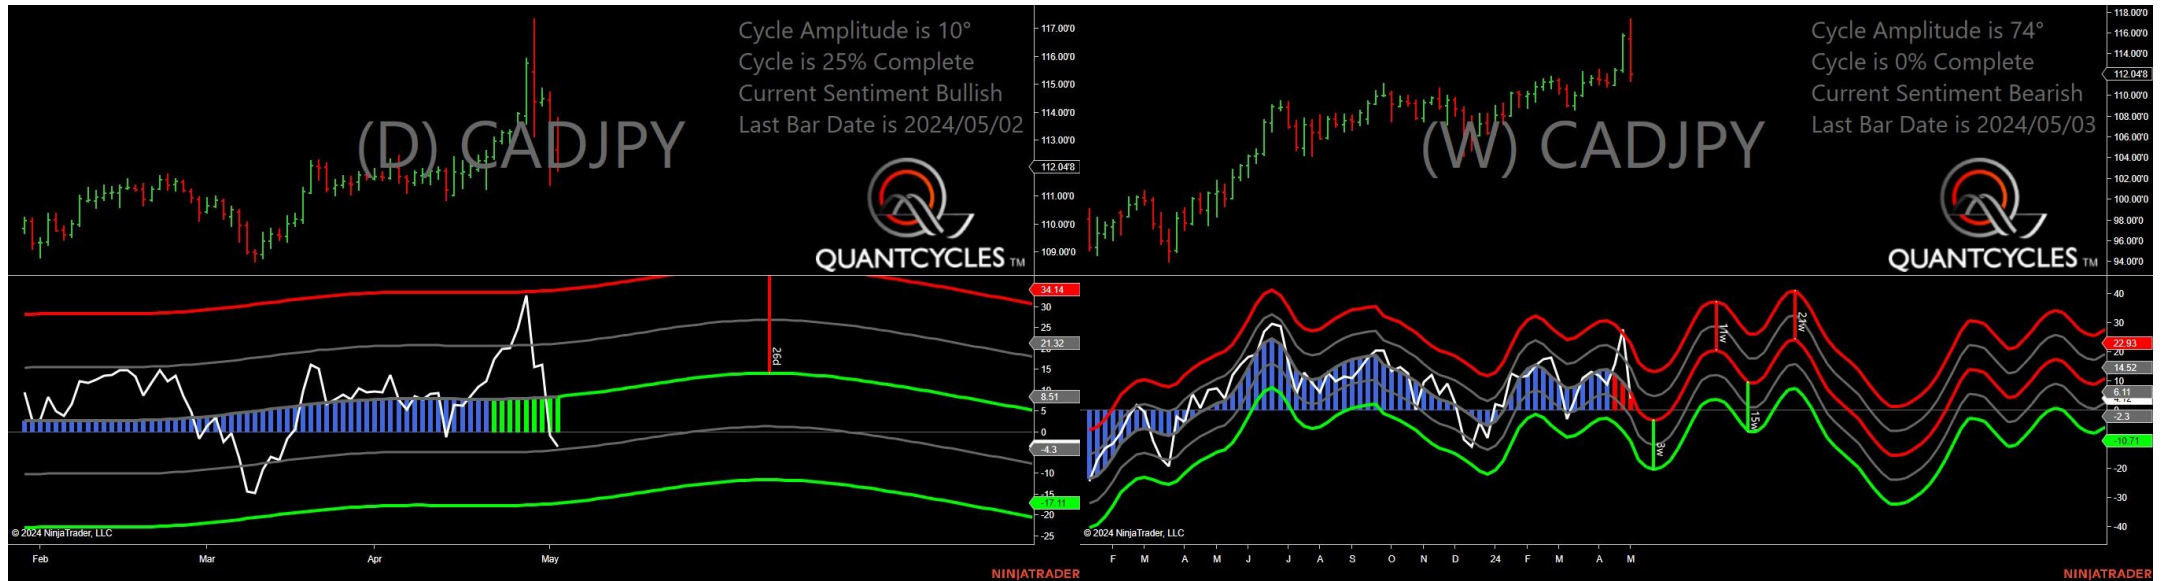 Cycle Amplitude is 10°
Cycle is 25% Complete
Current Sentiment Bullish
Last Bar Date is 2024/05/02
(D) CADJPY
QUANTCYCLES TM
117.00'0
116.00'0
115.00'0
114.00'0
113.00'0
112.04'8
111.00'0
110.00'0
109.00'0
34.14
30
25
21.32
15
10
8.51
5
0
-4.3
-10
-15
-17.11
-20
-25
26d
© 2024 NinjaTrader, LLC
Feb
Mar
Apr
May
NINJATRADER
Cycle Amplitude is 74°
Cycle is 0% Complete
Current Sentiment Bearish
Last Bar Date is 2024/05/03
(W) CADJPY
QUANTCYCLES TM
118.00'0
116.00'0
114.00'0
112.04'8
110.00'0
108.00'0
106.00'0
104.00'0
102.00'0
100.00'0
98.00'0
96.00'0
94.00'0
40
30
22.93
20
14.52
10
6.11
-2.3
-10.71
-20
-30
-40
11w
21w
15w
© 2024 NinjaTrader, LLC
F M A M J J A S O N D 24 F M A M
NINJATRADER